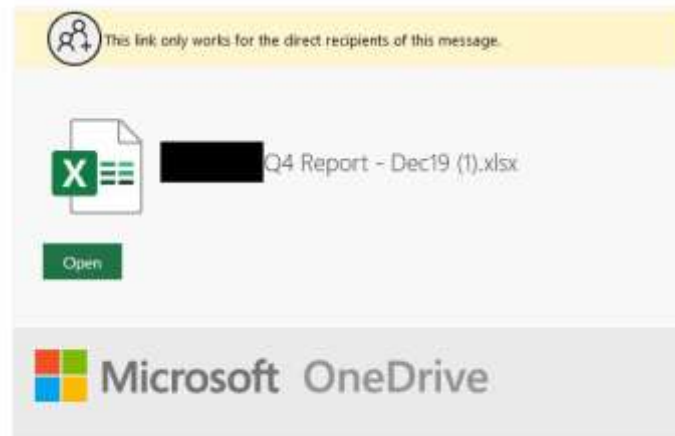 This link only works for the direct recipients of this message.
X
Q4 Report - Dec19 (1).xlsx
Open
Microsoft OneDrive